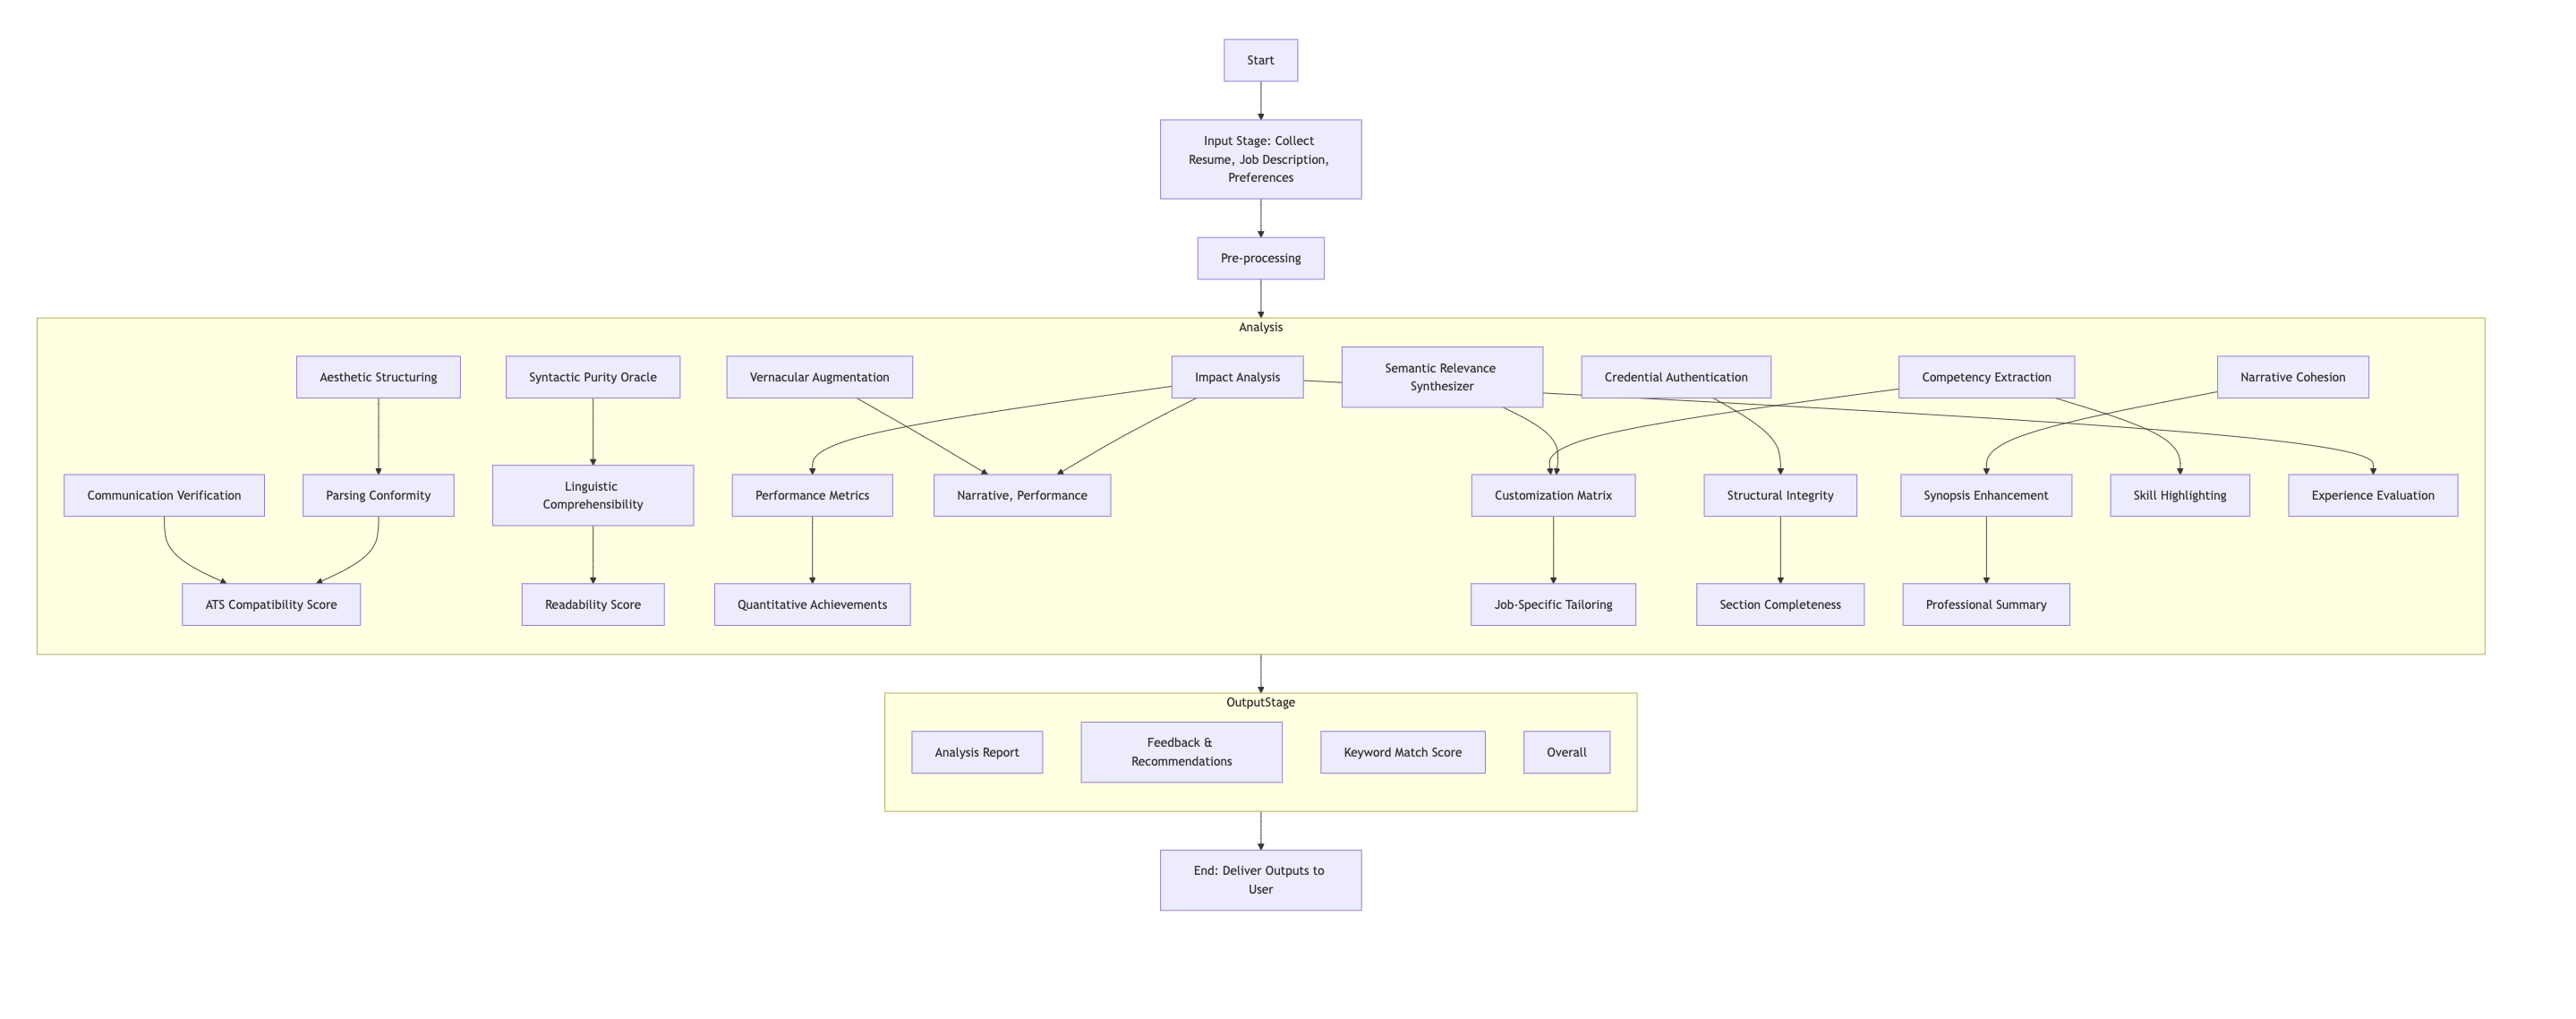 Start
Input Stage: Collect
Resume, Job Description,
Preferences
Pre-processing
Analysis
Aesthetic Structuring
Syntactic Purity Oracle
Vernacular Augmentation
Impact Analysis
Semantic Relevance
Synthesizer
Credential Authentication
Competency Extraction
Narrative Cohesion
Communication Verification
Parsing Conformity
Linguistic
Comprehensibility
Performance Metrics
Narrative, Performance
Customization Matrix
Structural Integrity
Synopsis Enhancement
Skill Highlighting
Experience Evaluation
ATS Compatibility Score
Readability Score
Quantitative Achievements
Job-Specific Tailoring
Section Completeness
Professional Summary
OutputStage
Analysis Report
Feedback &
Recommendations
Keyword Match Score
Overall
End: Deliver Outputs to
User